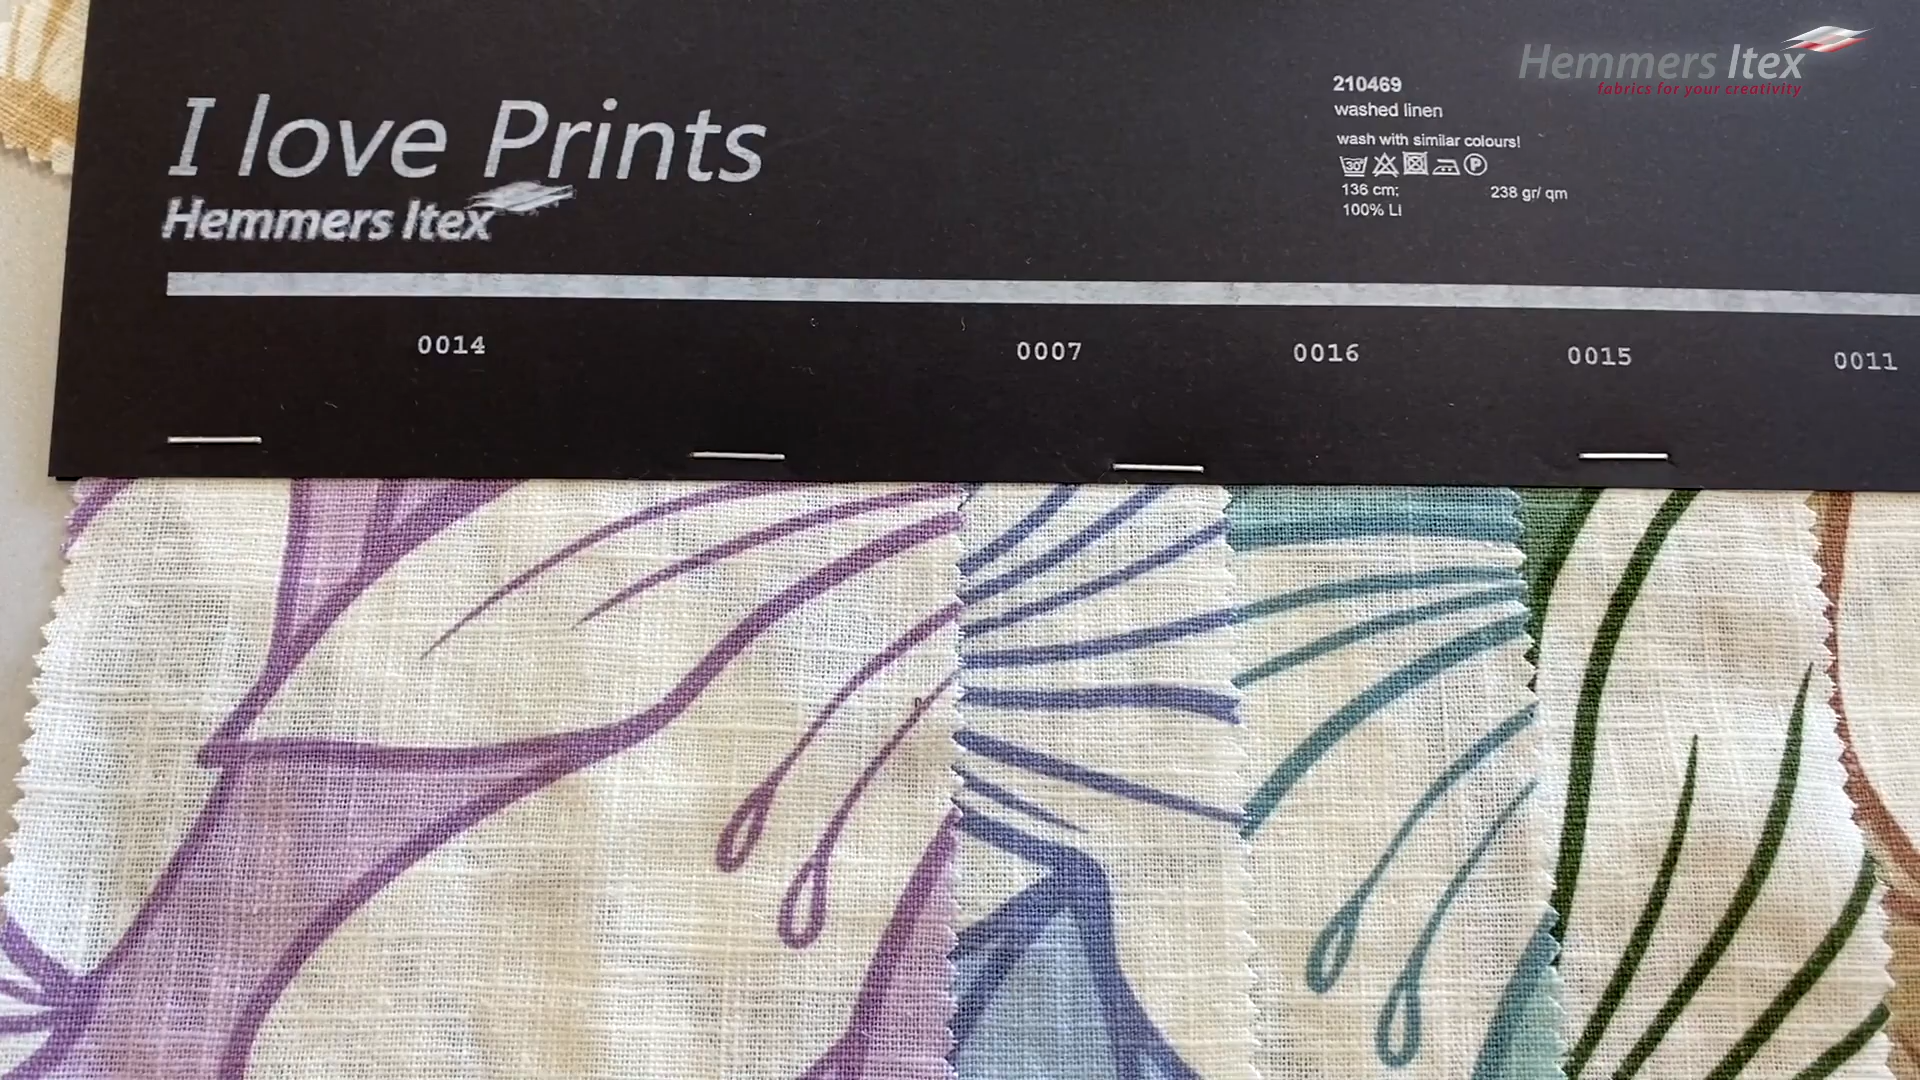 Hemmers Itex
fabrics for your creativity
I love Prints
Hemmers Itex
210469
washed linen
wash with similar colours!
30° P
136 cm; 238 gr/ qm
100% LI
0014 0007 0016 0015 0011